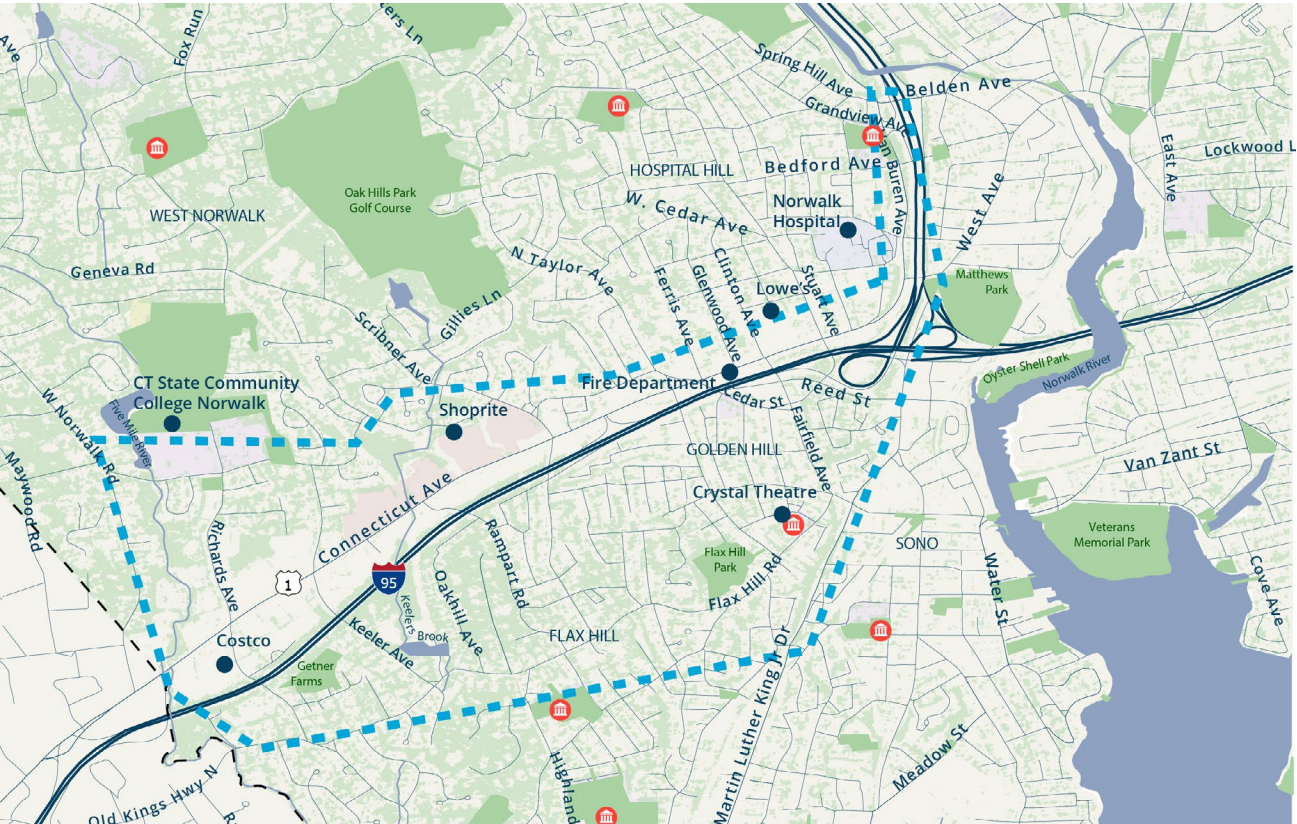 ers Ln
Ave
Fox Run
Spring Hill Ave
Belden Ave
Grandview Ave
Van Buren Ave
East Ave
Lockwood L
HOSPITAL HILL
Bedford Ave
Oak Hills Park
Golf Course
WEST NORWALK
W. Cedar Ave
Norwalk
Hospital
West Ave
Geneva Rd
N Taylor Ave
Ferris Ave
Glenwood Ave
Clinton Ave
Stuart Ave
Lowe's
Matthews
Park
Gillies Ln
Scribner Ave
Oyster Shell Park
Norwalk River
CT State Community
College Norwalk
Fire Department
Reed St
Cedar St
Fairfield Ave
Shoprite
W Norwalk Rd
Five Mile River
GOLDEN HILL
Maywood Rd
Van Zant St
Connecticut Ave
Crystal Theatre
Richards Ave
Rampart Rd
Veterans
Memorial Park
SONO
Flax Hill
Park
Flax Hill Rd
Water St
Cove Ave
1
95
Oakhill Ave
Keelers Brook
Keeler Ave
FLAX HILL
Costco
Getner
Farms
Martin Luther King Jr Dr
Meadow St
Highland
Old Kings Hwy N
R